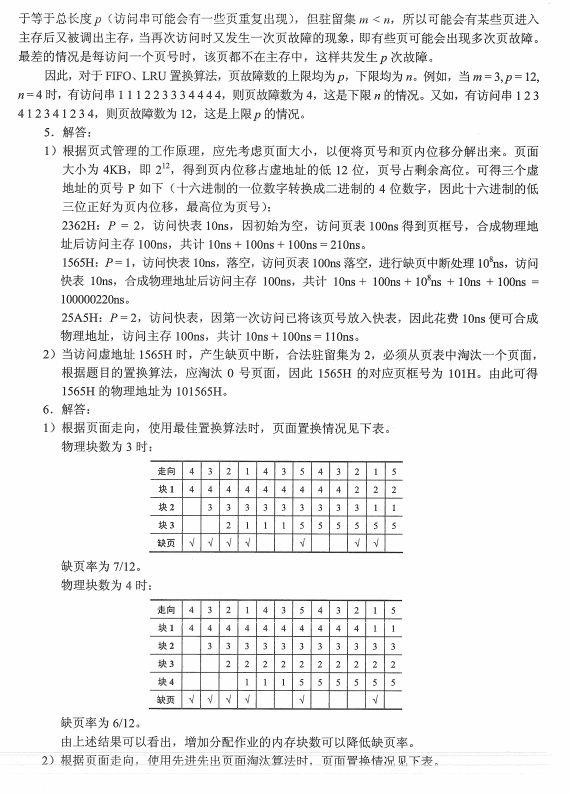 于等于总长度 p（访问串可能会有一些页重复出现），但驻留集 m < n，所以可能会有某些页进入
主存后又被调出主存，当再次访问时又发生一次页故障的现象，即有些页可能会出现多次页故障。
最差的情况是每访问一个页号时，该页都不在主存中，这样共发生 p 次故障。
因此，对于 FIFO、LRU 置换算法，页故障数的上限均为 p，下限均为 n。例如，当 m = 3, p = 12,
n = 4 时，有访问串 1 1 1 2 2 3 3 3 4 4 4 4，则页故障数为 4，这是下限 n 的情况。又如，有访问串 1 2 3
4 1 2 3 4 1 2 3 4，则页故障数为 12，这是上限 p 的情况。
5．解答：
1）根据页式管理的工作原理，应先考虑页面大小，以便将页号和页内位移分解出来。页面
大小为 4KB，即 2¹²，得到页内位移占虚地址的低 12 位，页号占剩余高位。可得三个虚
地址的页号 P 如下（十六进制的一位数字转换成二进制的 4 位数字，因此十六进制的低
三位正好为页内位移，最高位为页号）：
2362H：P = 2，访问快表 10ns，因初始为空，访问页表 100ns 得到页框号，合成物理地
址后访问主存 100ns，共计 10ns + 100ns + 100ns = 210ns。
1565H：P = 1，访问快表 10ns，落空，访问页表 100ns 落空，进行缺页中断处理 10⁸ns，访问
快表 10ns，合成物理地址后访问主存 100ns，共计 10ns + 100ns + 10⁸ns + 10ns + 100ns =
100000220ns。
25A5H：P = 2，访问快表，因第一次访问已将该页号放入快表，因此花费 10ns 便可合成
物理地址，访问主存 100ns，共计 10ns + 100ns = 110ns。
2）当访问虚地址 1565H 时，产生缺页中断，合法驻留集为 2，必须从页表中淘汰一个页面，
根据题目的置换算法，应淘汰 0 号页面，因此 1565H 的对应页框号为 101H。由此可得
1565H 的物理地址为 101565H。
6．解答：
1）根据页面走向，使用最佳置换算法时，页面置换情况见下表。
物理块数为 3 时：
走向 4 3 2 1 4 3 5 4 3 2 1 5
块 1 4 4 4 4 4 4 4 4 4 2 2 2
块 2 3 3 3 3 3 3 3 3 3 1 1
块 3 2 1 1 1 5 5 5 5 5 5
缺页 √ √ √ √ √ √ √
缺页率为 7/12。
物理块数为 4 时：
走向 4 3 2 1 4 3 5 4 3 2 1 5
块 1 4 4 4 4 4 4 4 4 4 4 1 1
块 2 3 3 3 3 3 3 3 3 3 3 3
块 3 2 2 2 2 2 2 2 2 2 2
块 4 1 1 1 5 5 5 5 5 5
缺页 √ √ √ √ √ √
缺页率为 6/12。
由上述结果可以看出，增加分配作业的内存块数可以降低缺页率。
2）根据页面走向，使用先进先出页面淘汰算法时，页面置换情况见下表。